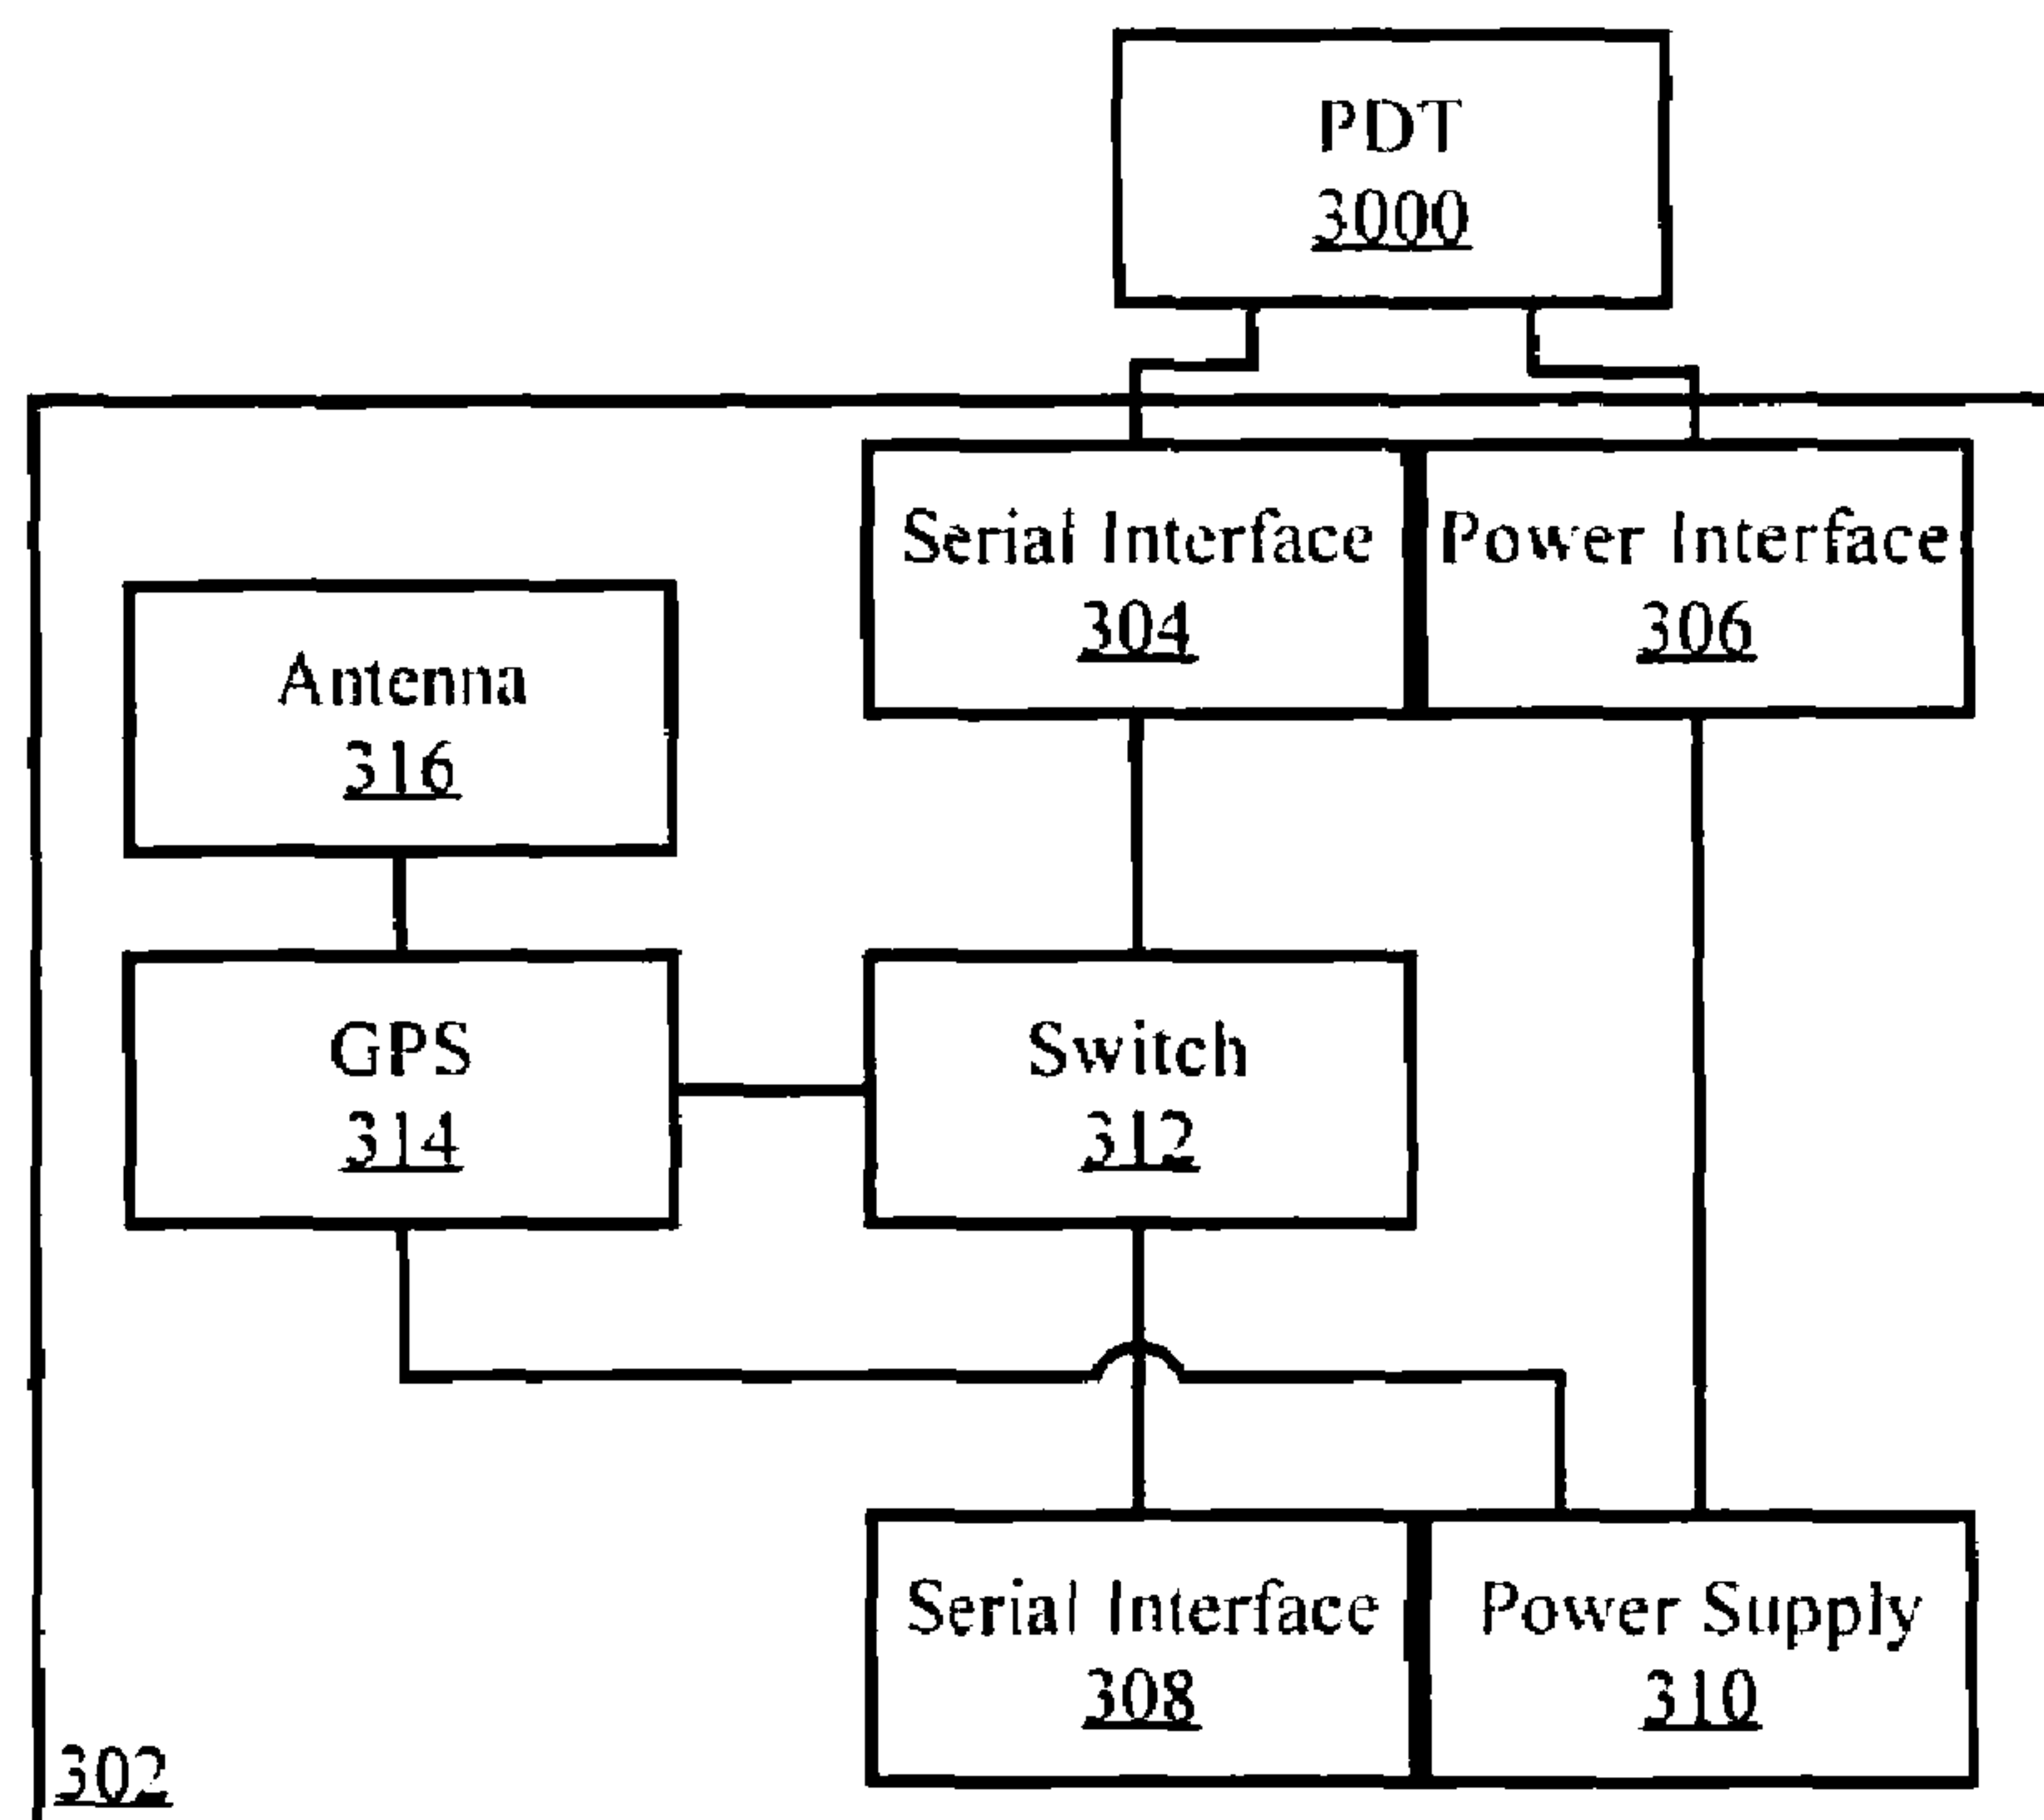 PDT
3000
Serial Interface
304
Power Interface
306
Antenna
316
GPS
314
Switch
312
Serial Interface
308
Power Supply
310
302